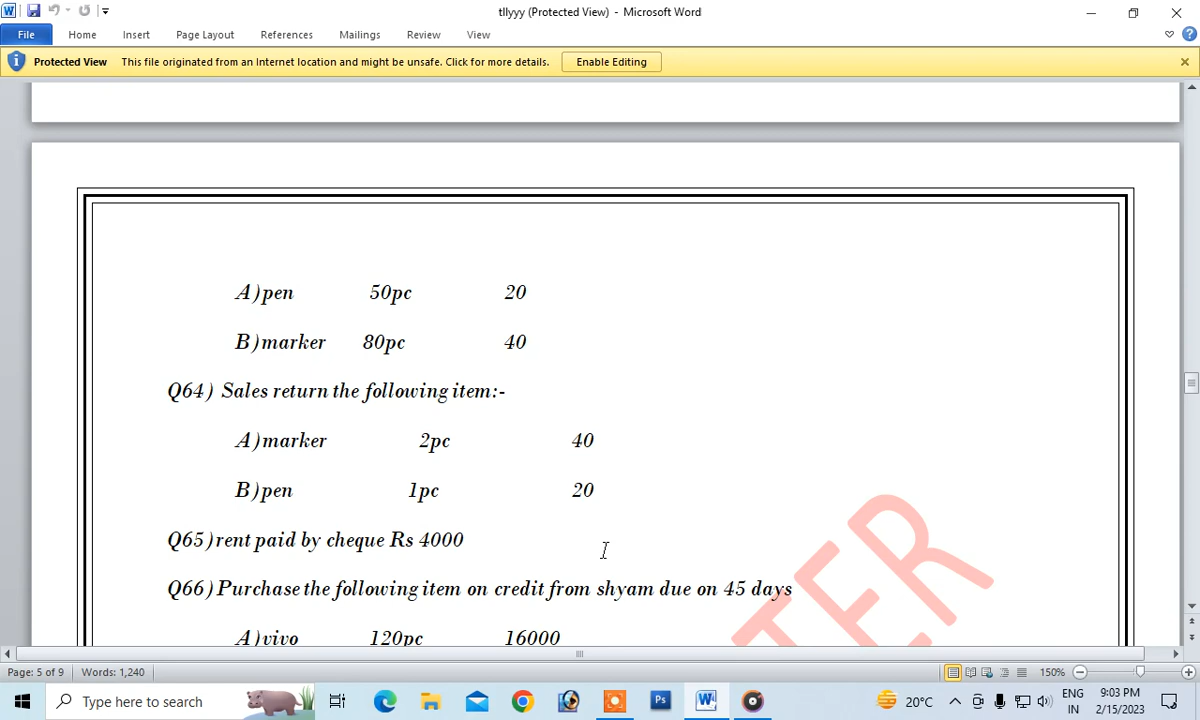 tllyyy (Protected View) - Microsoft Word
File Home Insert Page Layout References Mailings Review View
Protected View This file originated from an Internet location and might be unsafe. Click for more details. Enable Editing
A)pen 50pc 20
B)marker 80pc 40
Q64) Sales return the following item:-
A)marker 2pc 40
B)pen 1pc 20
Q65)rent paid by cheque Rs 4000
Q66)Purchase the following item on credit from shyam due on 45 days
A)vivo 120pc 16000
TER
Page: 5 of 9 Words: 1,240 150%
Type here to search 20°C ENG IN 9:03 PM 2/15/2023